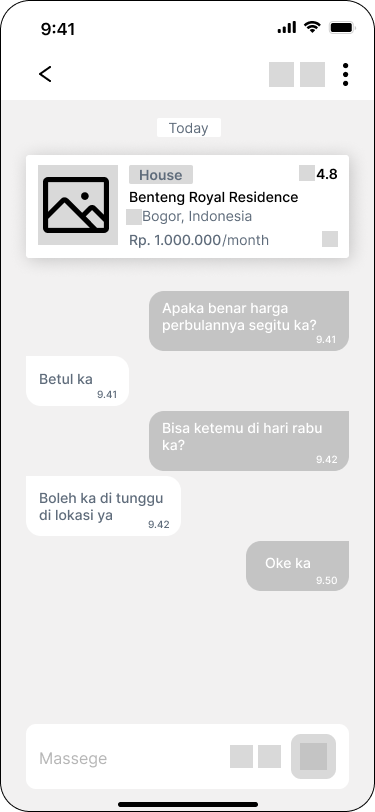 9:41
Today
House
4.8
Benteng Royal Residence
Bogor, Indonesia
Rp. 1.000.000/month
Apaka benar harga
perbulannya segitu ka?
9.41
Betul ka
9.41
Bisa ketemu di hari rabu
ka?
9.42
Boleh ka di tunggu
di lokasi ya
9.42
Oke ka
9.50
Massege